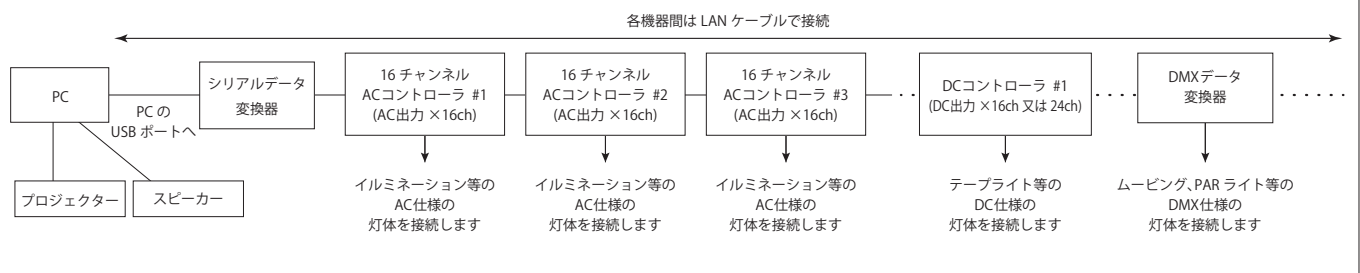 各機器間は LAN ケーブルで接続
PC
PC の
USB ポートへ
シリアルデータ
変換器
16 チャンネル
ACコントローラ #1
(AC出力 ×16ch)
16 チャンネル
ACコントローラ #2
(AC出力 ×16ch)
16 チャンネル
ACコントローラ #3
(AC出力 ×16ch)
DCコントローラ #1
(DC出力 ×16ch 又は 24ch)
DMXデータ
変換器
プロジェクター
スピーカー
イルミネーション等の
AC仕様の
灯体を接続します
イルミネーション等の
AC仕様の
灯体を接続します
イルミネーション等の
AC仕様の
灯体を接続します
テープライト等の
DC仕様の
灯体を接続します
ムービング、PAR ライト等の
DMX仕様の
灯体を接続します